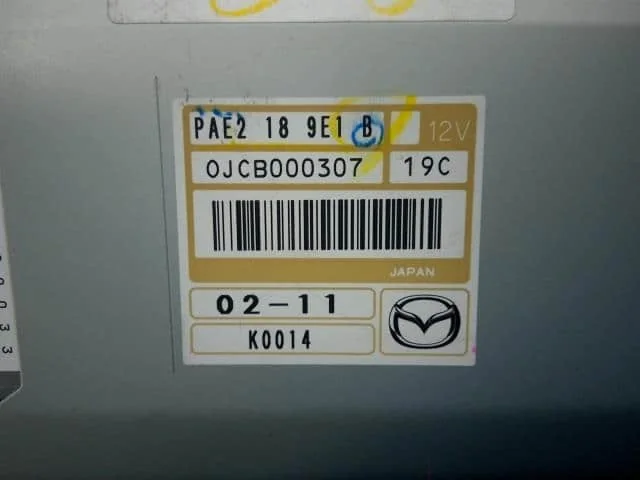 PAE2 18 9E1 B 12V
0JCB000307 19C
JAPAN
02-11
K0014